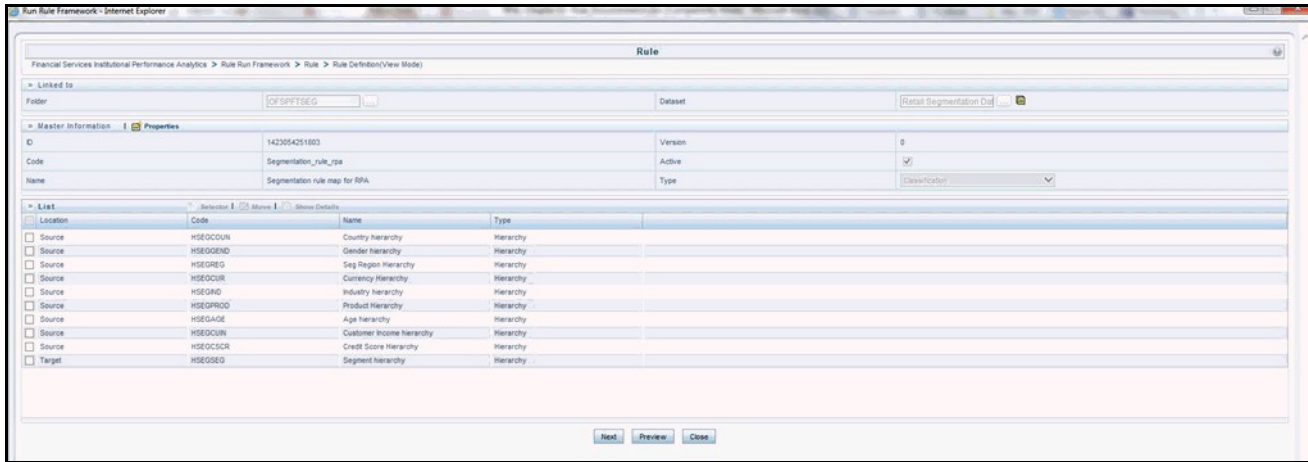 Run Rule Framework - Internet Explorer
Rule
Financial Services Institutional Performance Analytics > Rule Run Framework > Rule > Rule Definition(View Mode)
» Linked to
Folder OFSPFTSEG ... Dataset Retail Segmentation Dat ...
» Master Information | Properties
ID 1423054251803 Version 0
Code Segmentation_rule_rpa Active
Name Segmentation rule map for RPA Type Classification
» List Selector | Move | Show Details
Location Code Name Type
Source HSEGCOUN Country hierarchy Hierarchy
Source HSEGGEND Gender hierarchy Hierarchy
Source HSEGREG Seg Region Hierarchy Hierarchy
Source HSEGCUR Currency Hierarchy Hierarchy
Source HSEGIND Industry hierarchy Hierarchy
Source HSEGPROD Product Hierarchy Hierarchy
Source HSEGAGE Age hierarchy Hierarchy
Source HSEGCUIN Customer Income hierarchy Hierarchy
Source HSEGCSCR Credit Score Hierarchy Hierarchy
Target HSEGSEG Segment hierarchy Hierarchy
Next Preview Close